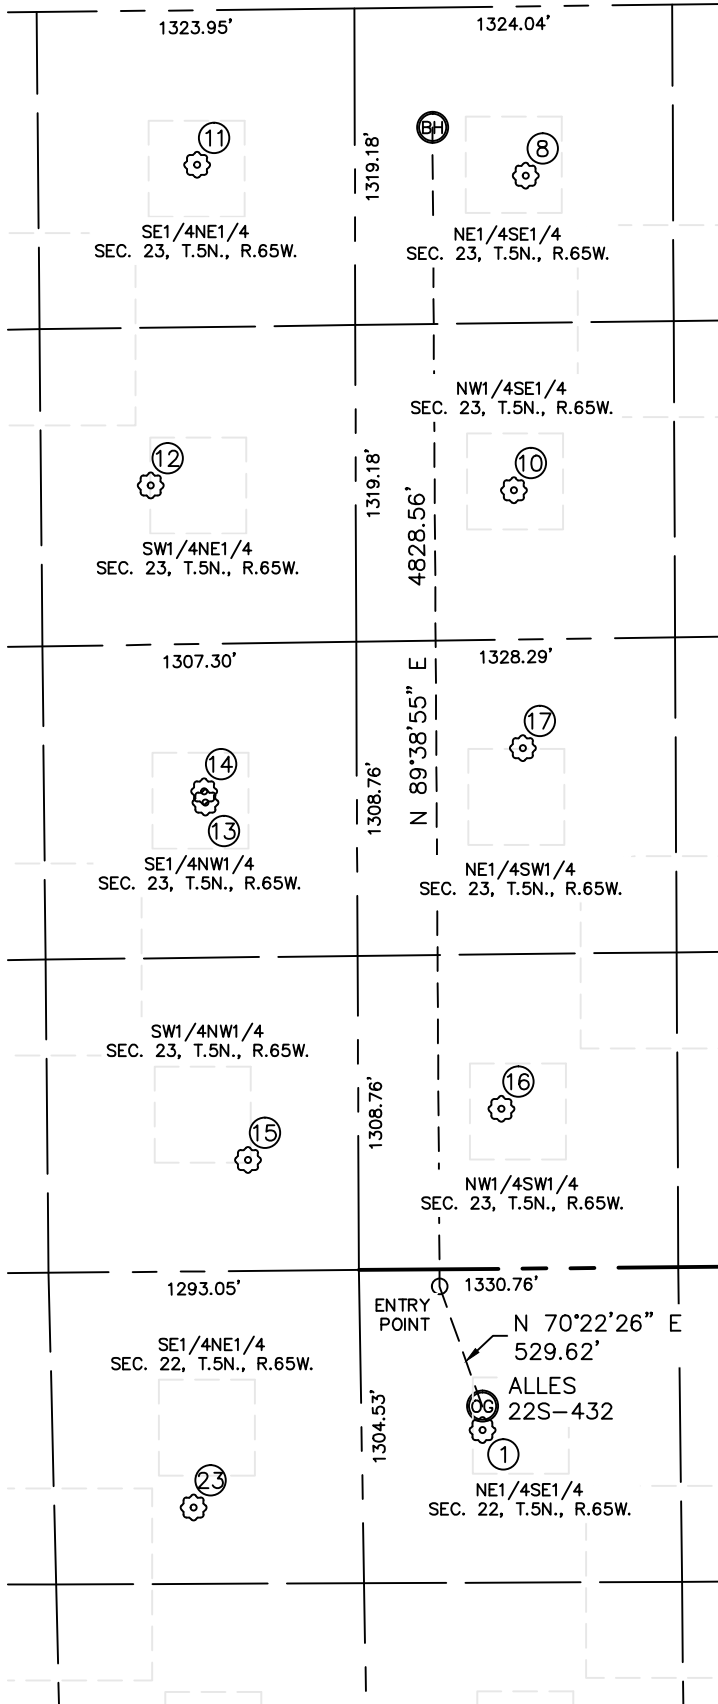 1323.95'
1324.04'
11
BH
8
1319.18'
SE1/4NE1/4
SEC. 23, T.5N., R.65W.
NE1/4SE1/4
SEC. 23, T.5N., R.65W.
NW1/4SE1/4
SEC. 23, T.5N., R.65W.
12
10
1319.18'
4828.56'
SW1/4NE1/4
SEC. 23, T.5N., R.65W.
1307.30'
1328.29'
N 89°38'55" E
17
14
13
1308.76'
SE1/4NW1/4
SEC. 23, T.5N., R.65W.
NE1/4SW1/4
SEC. 23, T.5N., R.65W.
SW1/4NW1/4
SEC. 23, T.5N., R.65W.
16
15
1308.76'
NW1/4SW1/4
SEC. 23, T.5N., R.65W.
1293.05'
1330.76'
ENTRY
POINT
N 70°22'26" E
529.62'
SE1/4NE1/4
SEC. 22, T.5N., R.65W.
ALLES
22S-432
OG
1304.53'
1
23
NE1/4SE1/4
SEC. 22, T.5N., R.65W.